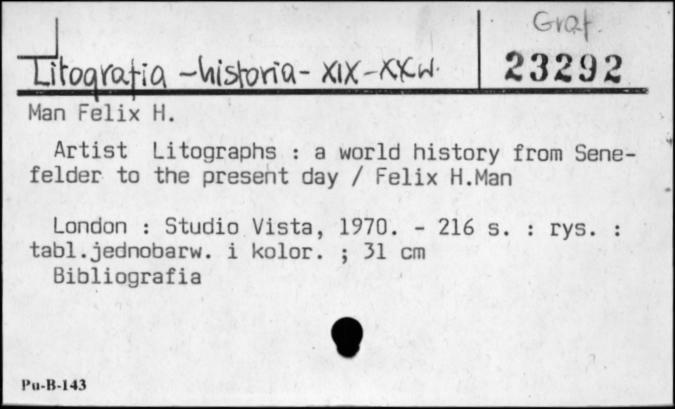 Graf.
Litografia - historia - XIX-XX w.
23292
Man Felix H.
Artist Litographs : a world history from Sene-
felder to the present day / Felix H.Man
London : Studio Vista, 1970. - 216 s. : rys. :
tabl.jednobarw. i kolor. ; 31 cm
Bibliografia
Pu-B-143